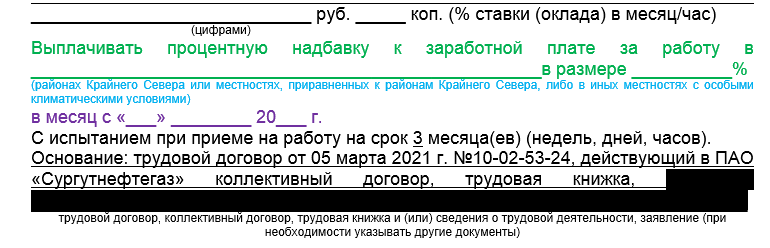 ____________________________ руб. _____ коп. (% ставки (оклада) в месяц/час)
(цифрами)
Выплачивать процентную надбавку к заработной плате за работу в
___________________________________________________в размере __________%
(районах Крайнего Севера или местностях, приравненных к районам Крайнего Севера, либо в иных местностях с особыми
климатическими условиями)
в месяц с «___» ________ 20___ г.
С испытанием при приеме на работу на срок 3 месяца(ев) (недель, дней, часов).
Основание: трудовой договор от 05 марта 2021 г. №10-02-53-24, действующий в ПАО
«Сургутнефтегаз» коллективный договор, трудовая книжка,
трудовой договор, коллективный договор, трудовая книжка и (или) сведения о трудовой деятельности, заявление (при
необходимости указывать другие документы)